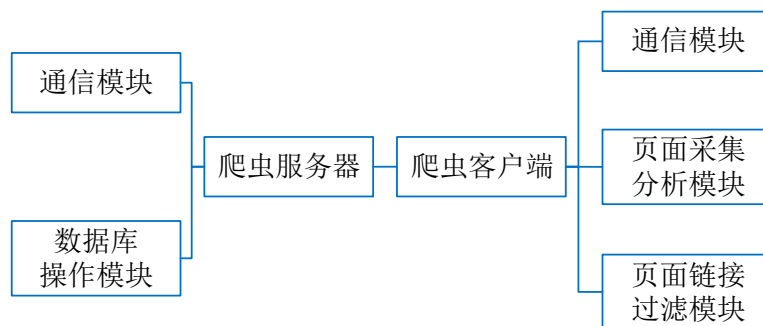 通信模块
数据库
操作模块
爬虫服务器
爬虫客户端
通信模块
页面采集
分析模块
页面链接
过滤模块